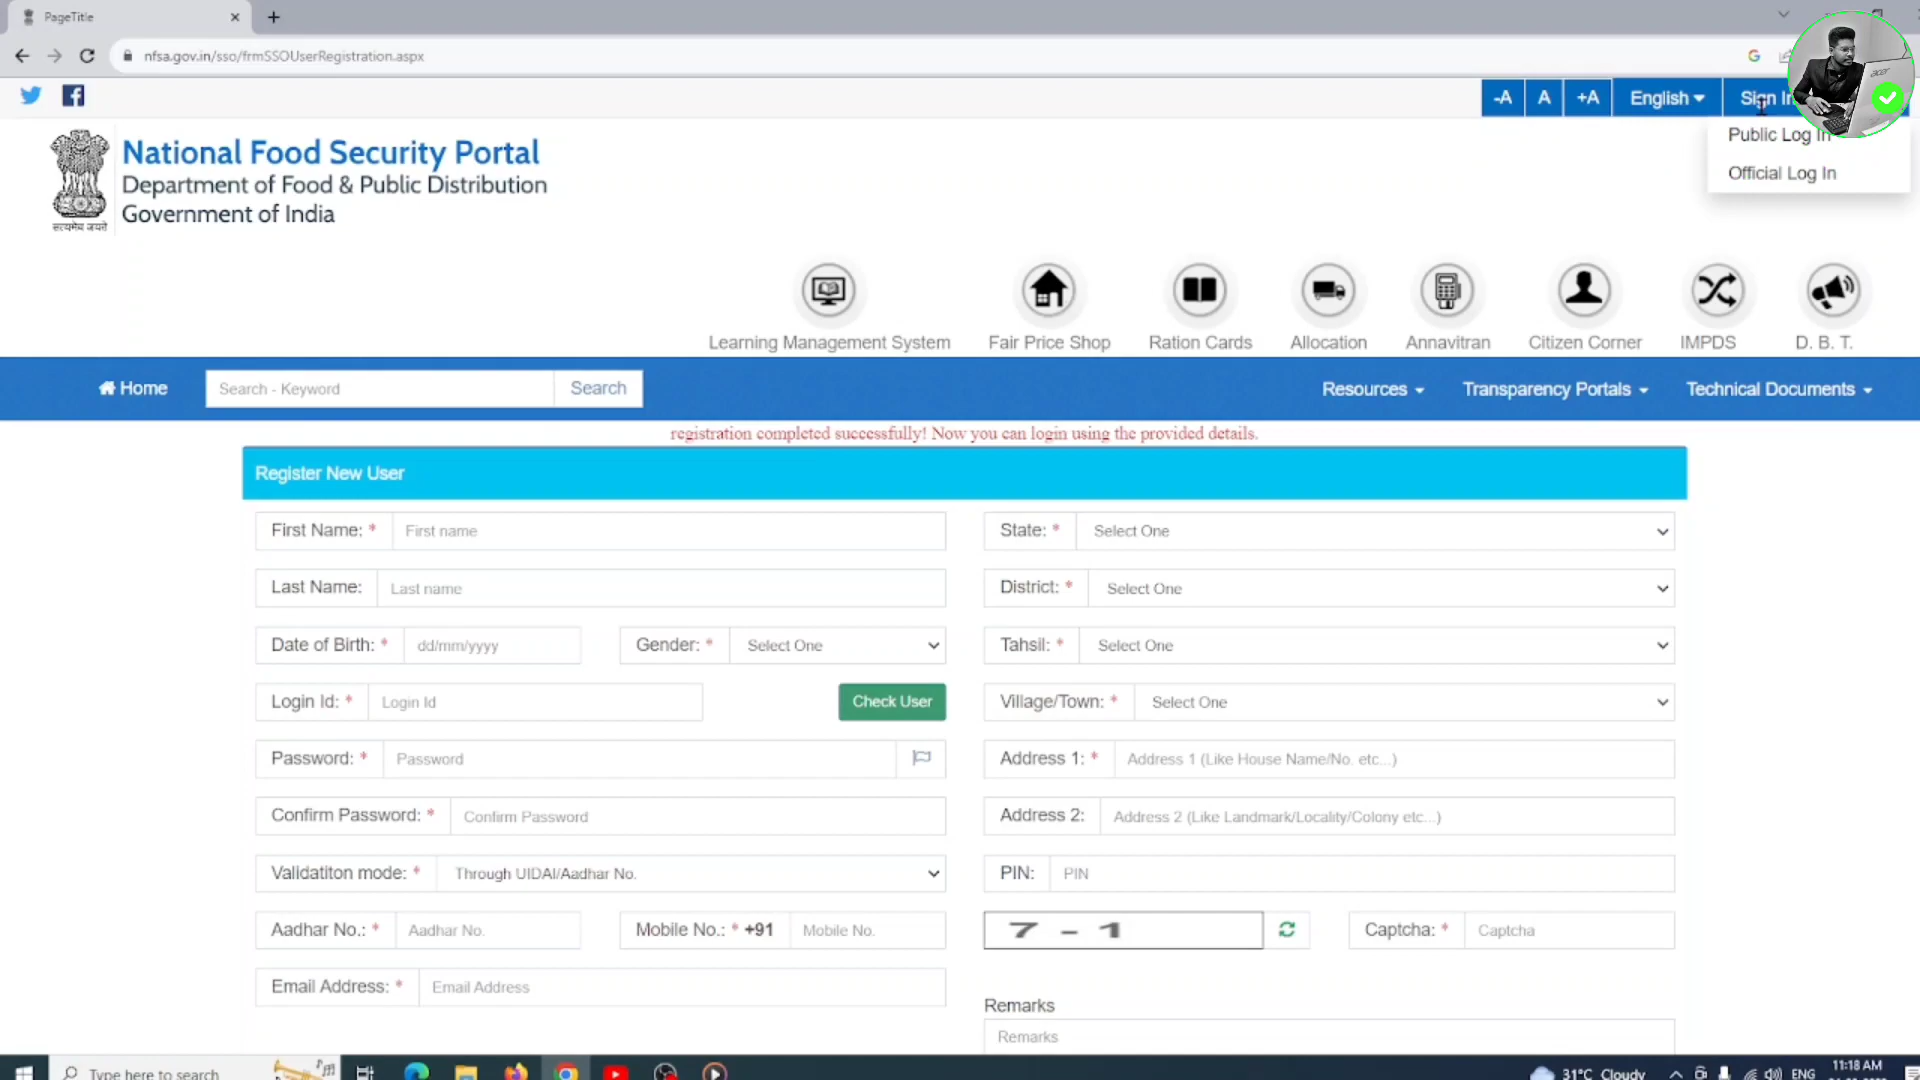 PageTitle
nfsa.gov.in/sso/frmSSOUserRegistration.aspx
-A A +A English Sign In
Public Log In
Official Log In
सत्यमेव जयते
National Food Security Portal
Department of Food & Public Distribution
Government of India
acer
Learning Management System Fair Price Shop Ration Cards Allocation Annavitran Citizen Corner IMPDS D. B. T.
Home Search - Keyword Search Resources Transparency Portals Technical Documents
registration completed successfully! Now you can login using the provided details.
Register New User
First Name: * First name State: * Select One
Last Name: Last name District: * Select One
Date of Birth: * dd/mm/yyyy Gender: * Select One Tahsil: * Select One
Login Id: * Login Id Check User Village/Town: * Select One
Password: * Password Address 1: * Address 1 (Like House Name/No. etc...)
Confirm Password: * Confirm Password Address 2: Address 2 (Like Landmark/Locality/Colony etc...)
Validatiton mode: * Through UIDAI/Aadhar No. PIN: PIN
Aadhar No.: * Aadhar No. Mobile No.: * +91 Mobile No. 7 - 1 Captcha: * Captcha
Email Address: * Email Address
Remarks
Remarks
Type here to search 31°C Cloudy ENG 11:18 AM